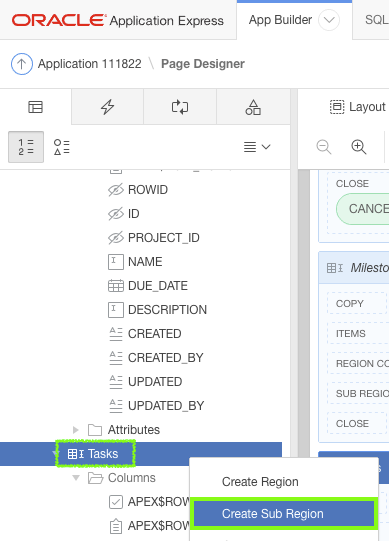 ORACLE Application Express
App Builder
SQL
Application 111822 \ Page Designer
Layout
ROWID
ID
PROJECT_ID
NAME
DUE_DATE
DESCRIPTION
CREATED
CREATED_BY
UPDATED
UPDATED_BY
Attributes
Tasks
Columns
APEX$ROW
APEX$RO
CLOSE
CANCE
Milesto
COPY
ITEMS
REGION CO
SUB REGIO
CLOSE
Create Region
Create Sub Region